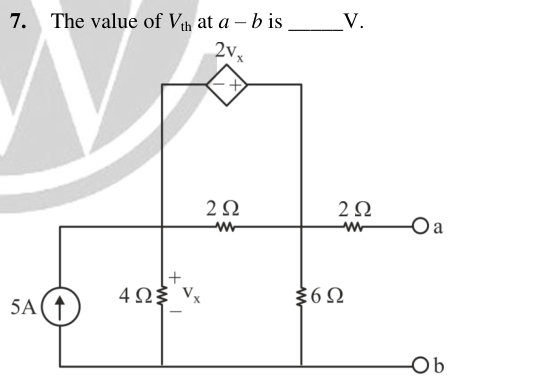 7. The value of Vth at a – b is _____V.
2vx
– +
2 Ω
2 Ω
a
+
4 Ω
vx
–
6 Ω
5A
b